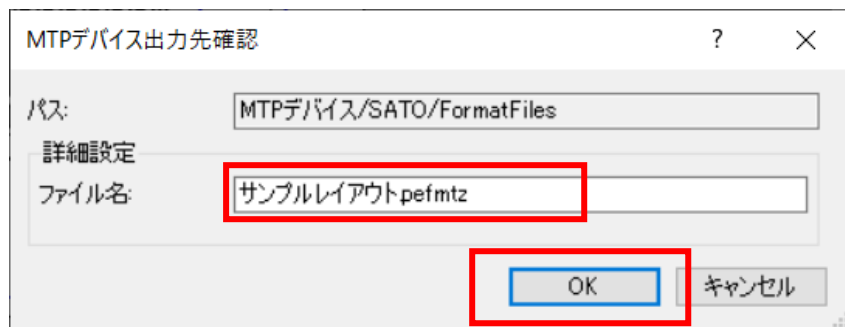 MTPデバイス出力先確認 ?
パス: MTPデバイス/SATO/FormatFiles
詳細設定
ファイル名: サンプルレイアウト.pefmtz
OK キャンセル